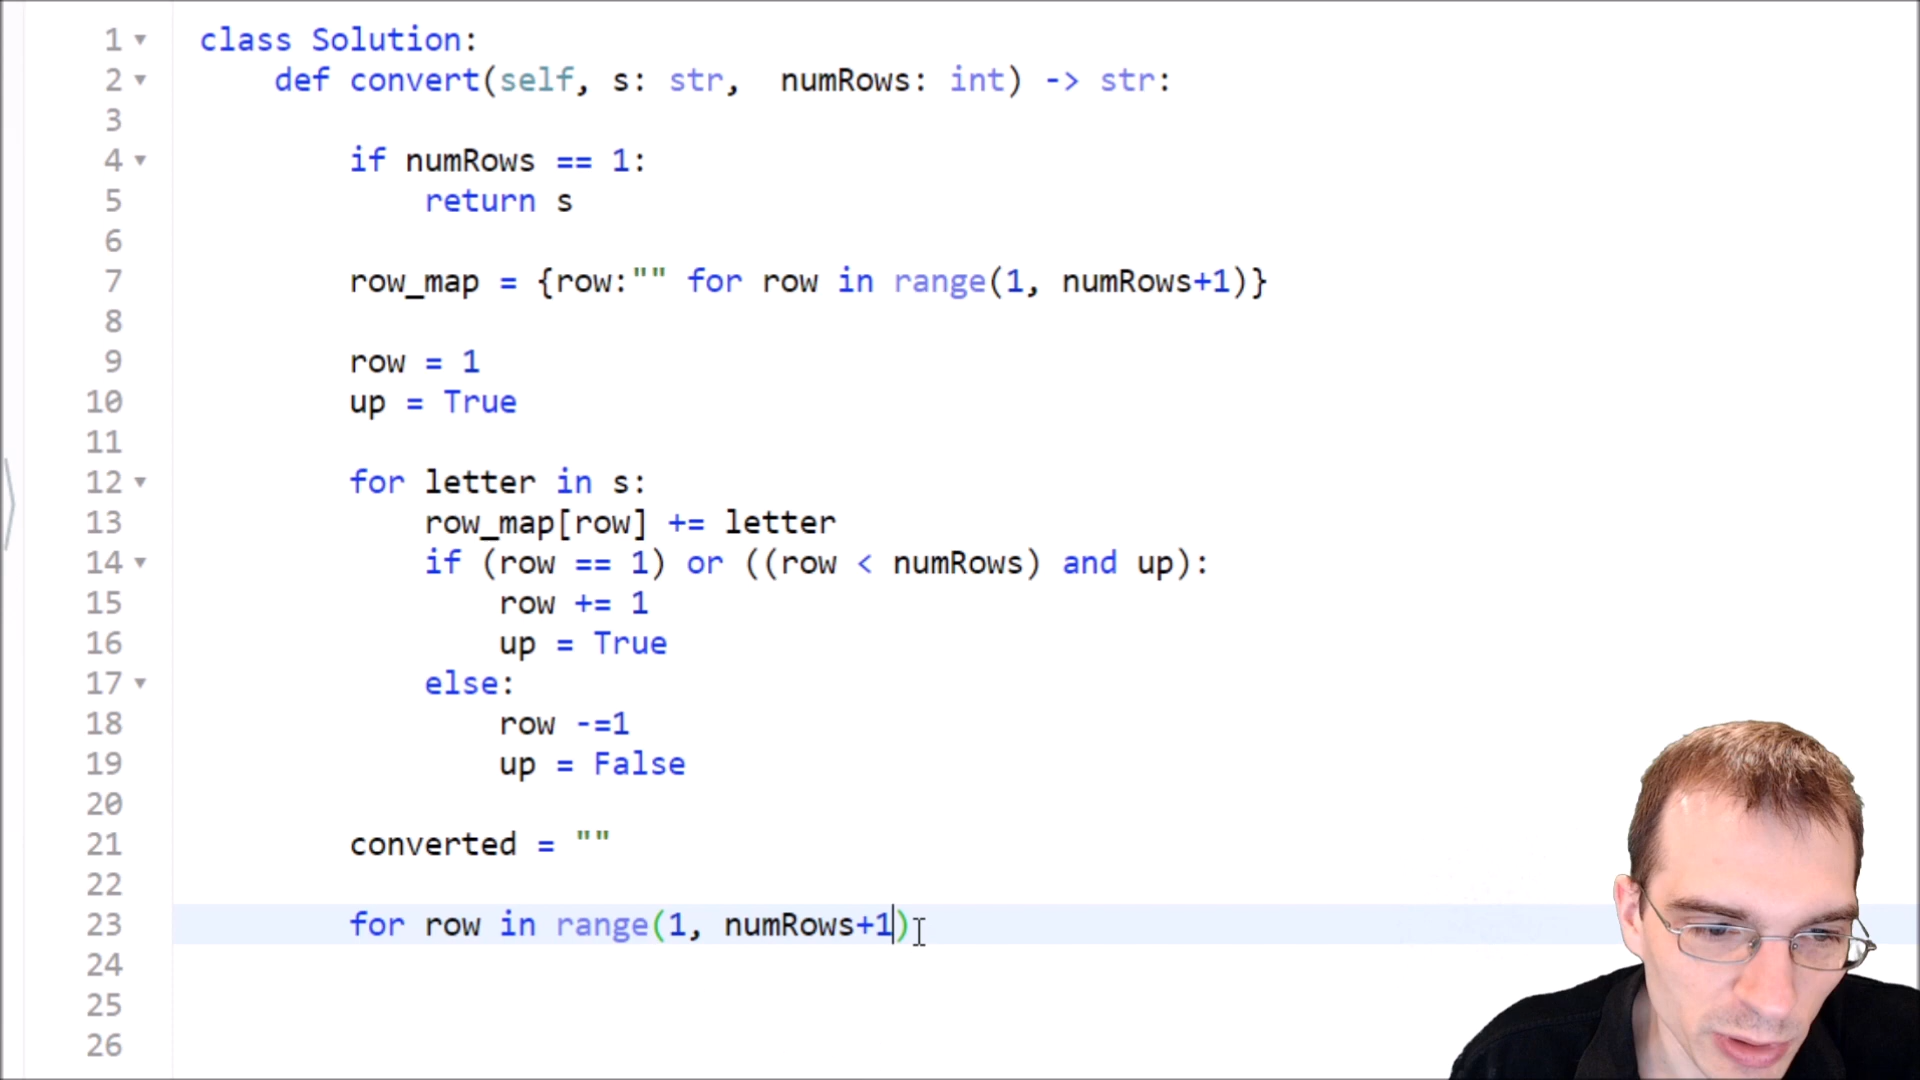 1 class Solution:
2 def convert(self, s: str,  numRows: int) -> str:
3
4 if numRows == 1:
5 return s
6
7 row_map = {row:"" for row in range(1, numRows+1)}
8
9 row = 1
10 up = True
11
12 for letter in s:
13 row_map[row] += letter
14 if (row == 1) or ((row < numRows) and up):
15 row += 1
16 up = True
17 else:
18 row -=1
19 up = False
20
21 converted = ""
22
23 for row in range(1, numRows+1)
24
25
26